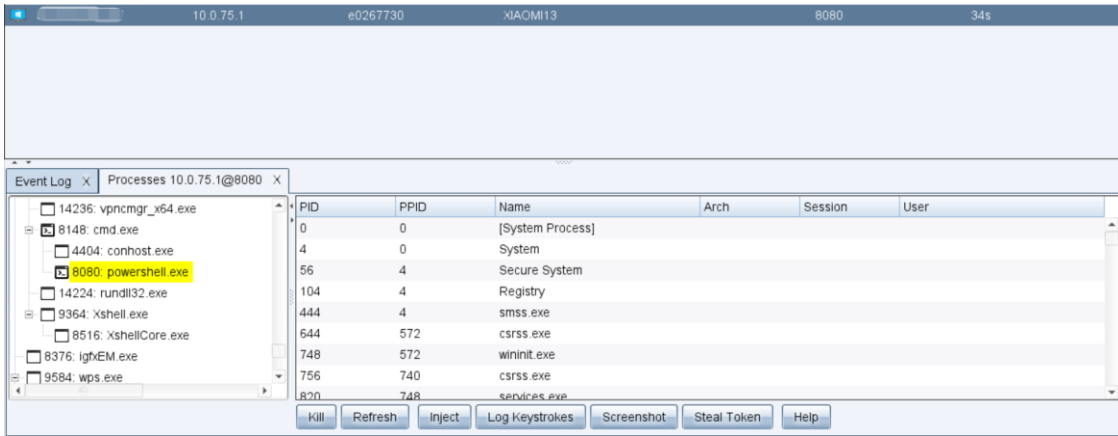 10.0.75.1 e0267730 XIAOMI13 8080 34s
Event Log X Processes 10.0.75.1@8080 X
14236: vpncmgr_x64.exe
8148: cmd.exe
4404: conhost.exe
8080: powershell.exe
14224: rundll32.exe
9364: Xshell.exe
8516: XshellCore.exe
8376: igfxEM.exe
9584: wps.exe
PID PPID Name Arch Session User
0 0 [System Process]
4 0 System
56 4 Secure System
104 4 Registry
444 4 smss.exe
644 572 csrss.exe
748 572 wininit.exe
756 740 csrss.exe
820 748 services.exe
Kill Refresh Inject Log Keystrokes Screenshot Steal Token Help